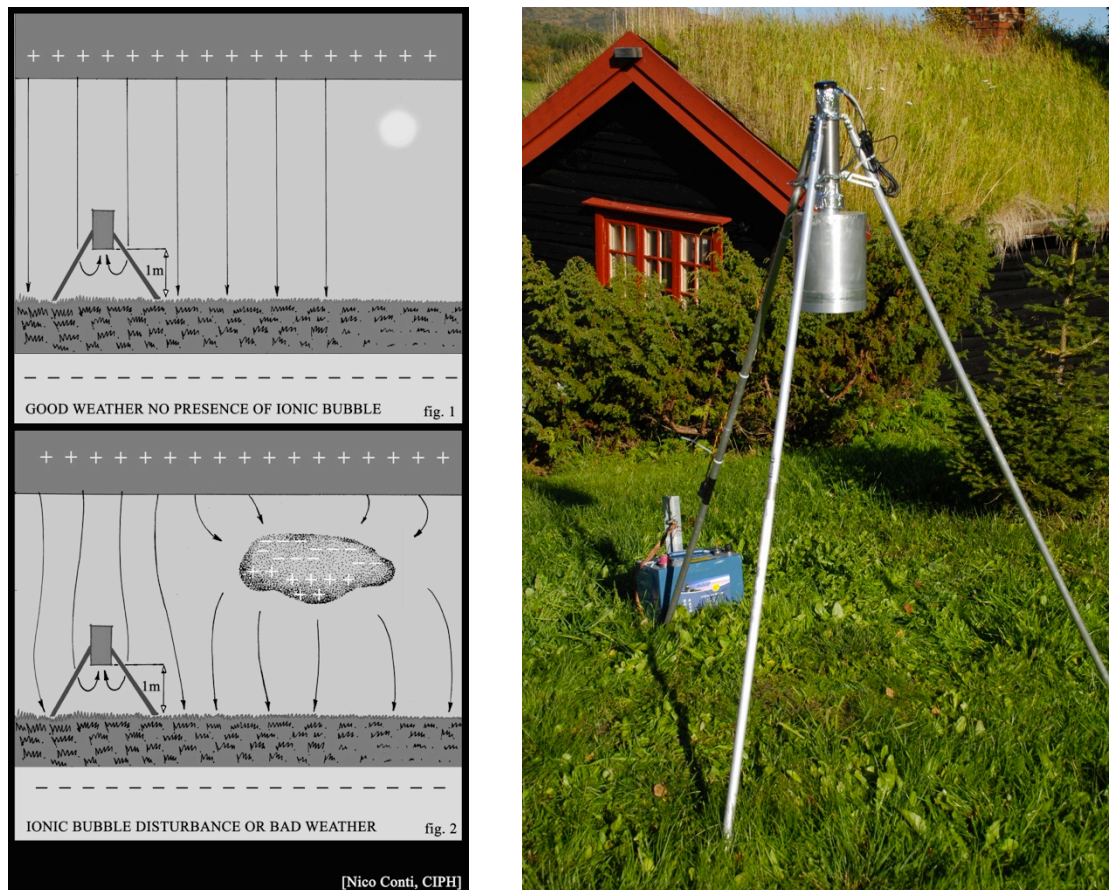 + + + + + + + + + + + + + + + + +
1m
– – – – – – – – – – – – – – – – – – – –
GOOD WEATHER NO PRESENCE OF IONIC BUBBLE fig. 1
+ + + + + + + + + + + + + + + + +
1m
IONIC BUBBLE DISTURBANCE OR BAD WEATHER fig. 2
[Nico Conti, CIPH]